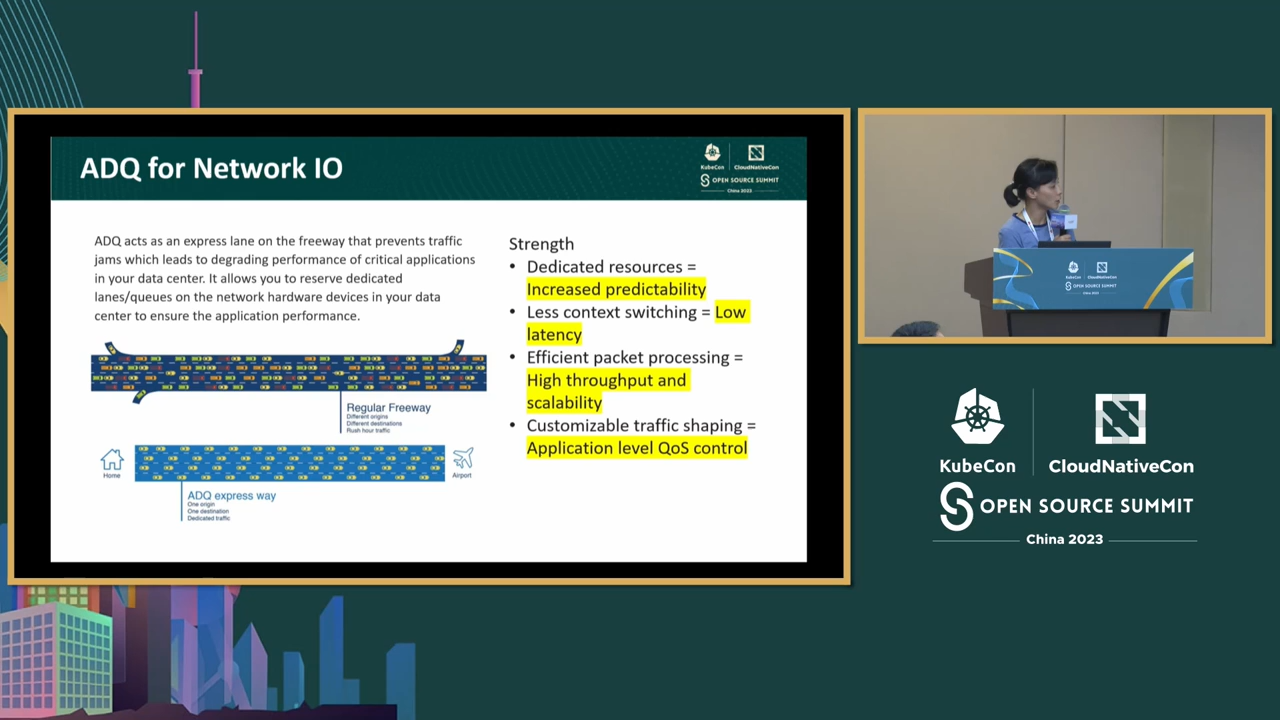 ADQ for Network IO
KubeCon
CloudNativeCon
OPEN SOURCE SUMMIT
China 2023
ADQ acts as an express lane on the freeway that prevents traffic
jams which leads to degrading performance of critical applications
in your data center. It allows you to reserve dedicated
lanes/queues on the network hardware devices in your data
center to ensure the application performance.
Regular Freeway
Different origins
Different destinations
Rush hour traffic
Home
Airport
ADQ express way
One origin
One destination
Dedicated traffic
Strength
• Dedicated resources =
Increased predictability
• Less context switching = Low
latency
• Efficient packet processing =
High throughput and
scalability
• Customizable traffic shaping =
Application level QoS control
KubeCon
CloudNativeCon
OPEN SOURCE SUMMIT
China 2023